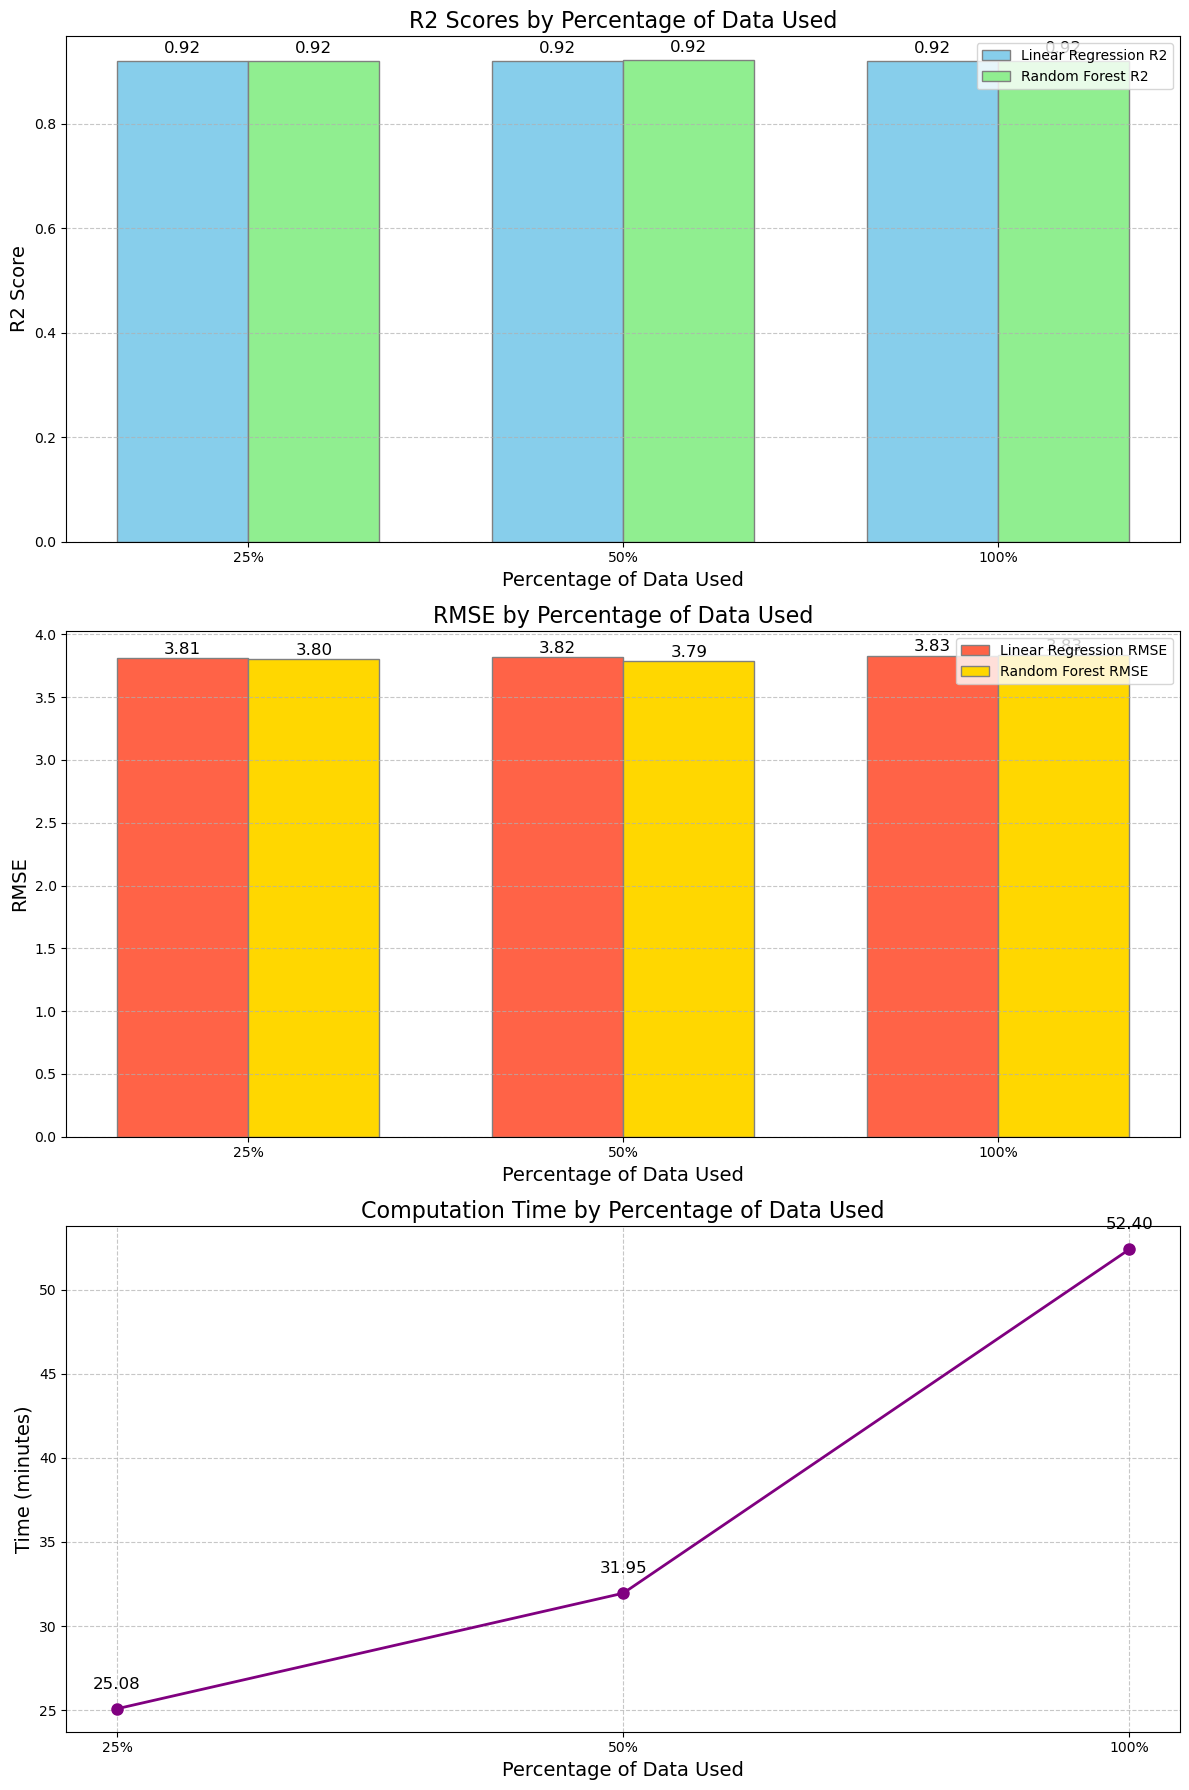 R2 Scores by Percentage of Data Used
0.92 0.92 0.92 0.92 0.92 0.92
Linear Regression R2
Random Forest R2
0.8
0.6
0.4
0.2
0.0
R2 Score
25% 50% 100%
Percentage of Data Used
RMSE by Percentage of Data Used
3.81 3.80 3.82 3.79 3.83 3.83
Linear Regression RMSE
Random Forest RMSE
4.0
3.5
3.0
2.5
2.0
1.5
1.0
0.5
0.0
RMSE
25% 50% 100%
Percentage of Data Used
Computation Time by Percentage of Data Used
52.40
50
45
40
35
31.95
30
25.08
25
Time (minutes)
25% 50% 100%
Percentage of Data Used